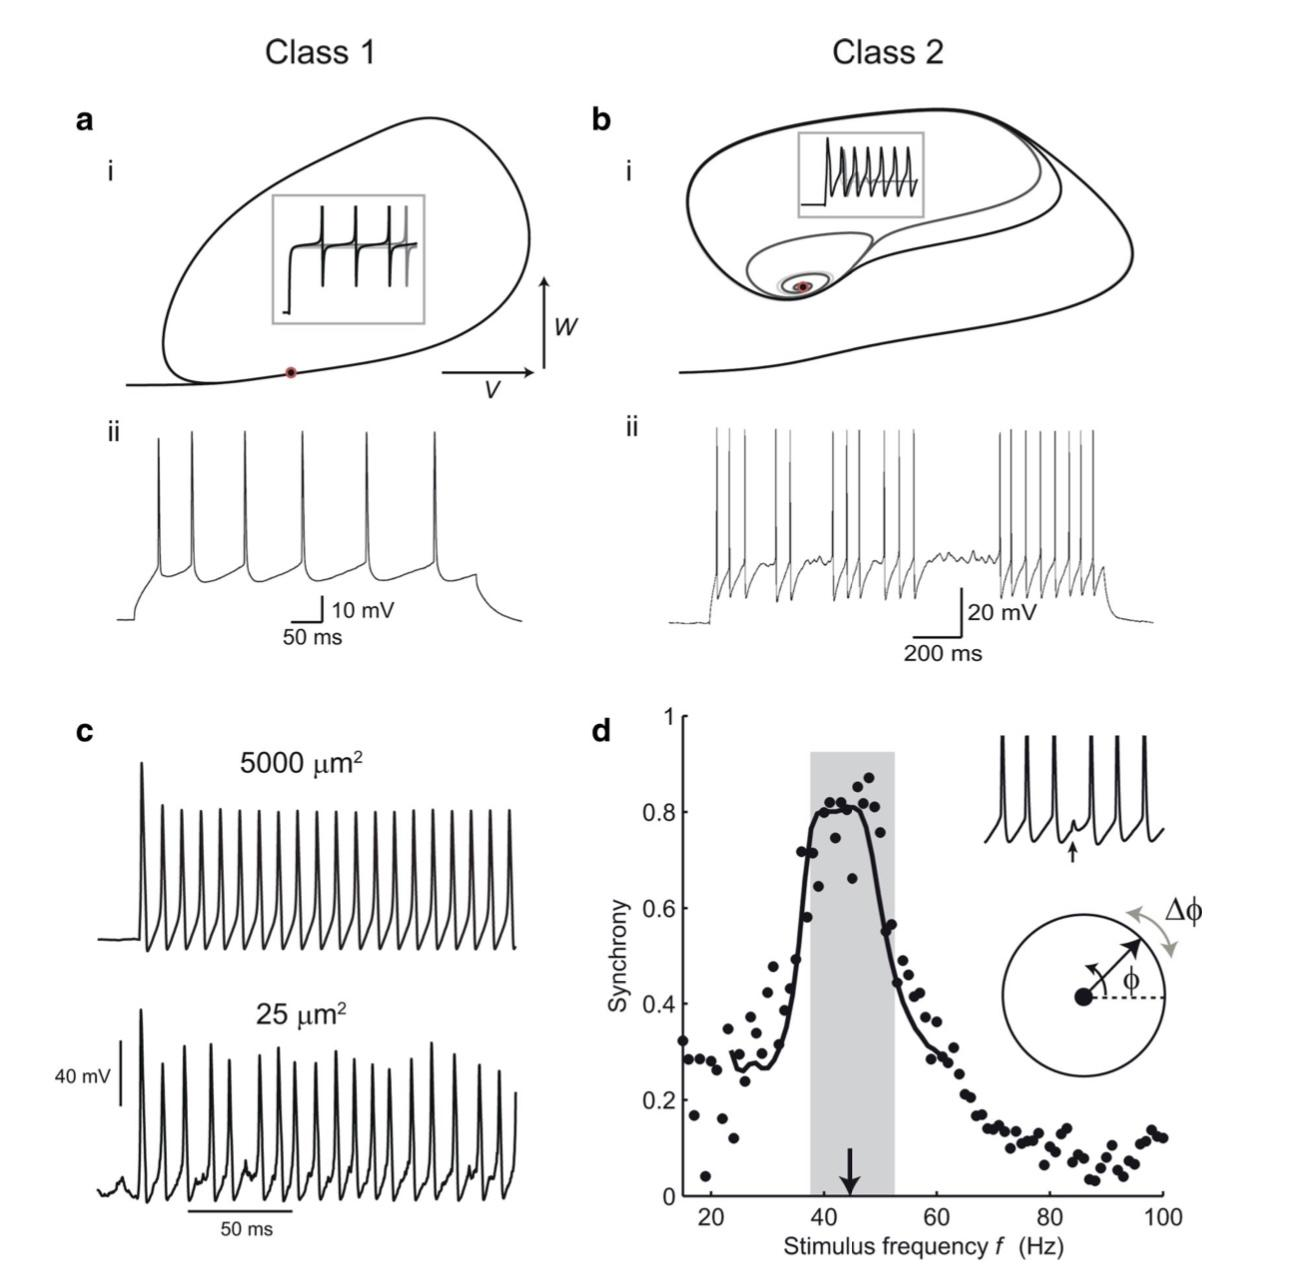 Class 1
Class 2
a
b
i
i
W
V
ii
ii
10 mV
50 ms
20 mV
200 ms
c
d
5000 μm²
25 μm²
40 mV
50 ms
1
0.8
0.6
0.4
0.2
0
Synchrony
Δϕ
ϕ
20 40 60 80 100
Stimulus frequency f (Hz)